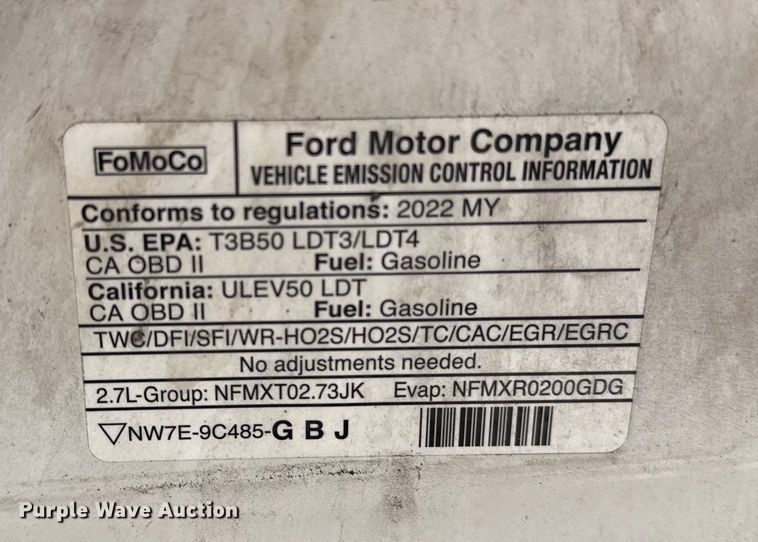 FoMoCo
Ford Motor Company
VEHICLE EMISSION CONTROL INFORMATION
Conforms to regulations: 2022 MY
U.S. EPA: T3B50 LDT3/LDT4
CA OBD II Fuel: Gasoline
California: ULEV50 LDT
CA OBD II Fuel: Gasoline
TWC/DFI/SFI/WR-HO2S/HO2S/TC/CAC/EGR/EGRC
No adjustments needed.
2.7L-Group: NFMXT02.73JK Evap: NFMXR0200GDG
NW7E-9C485-G B J
Purple Wave Auction